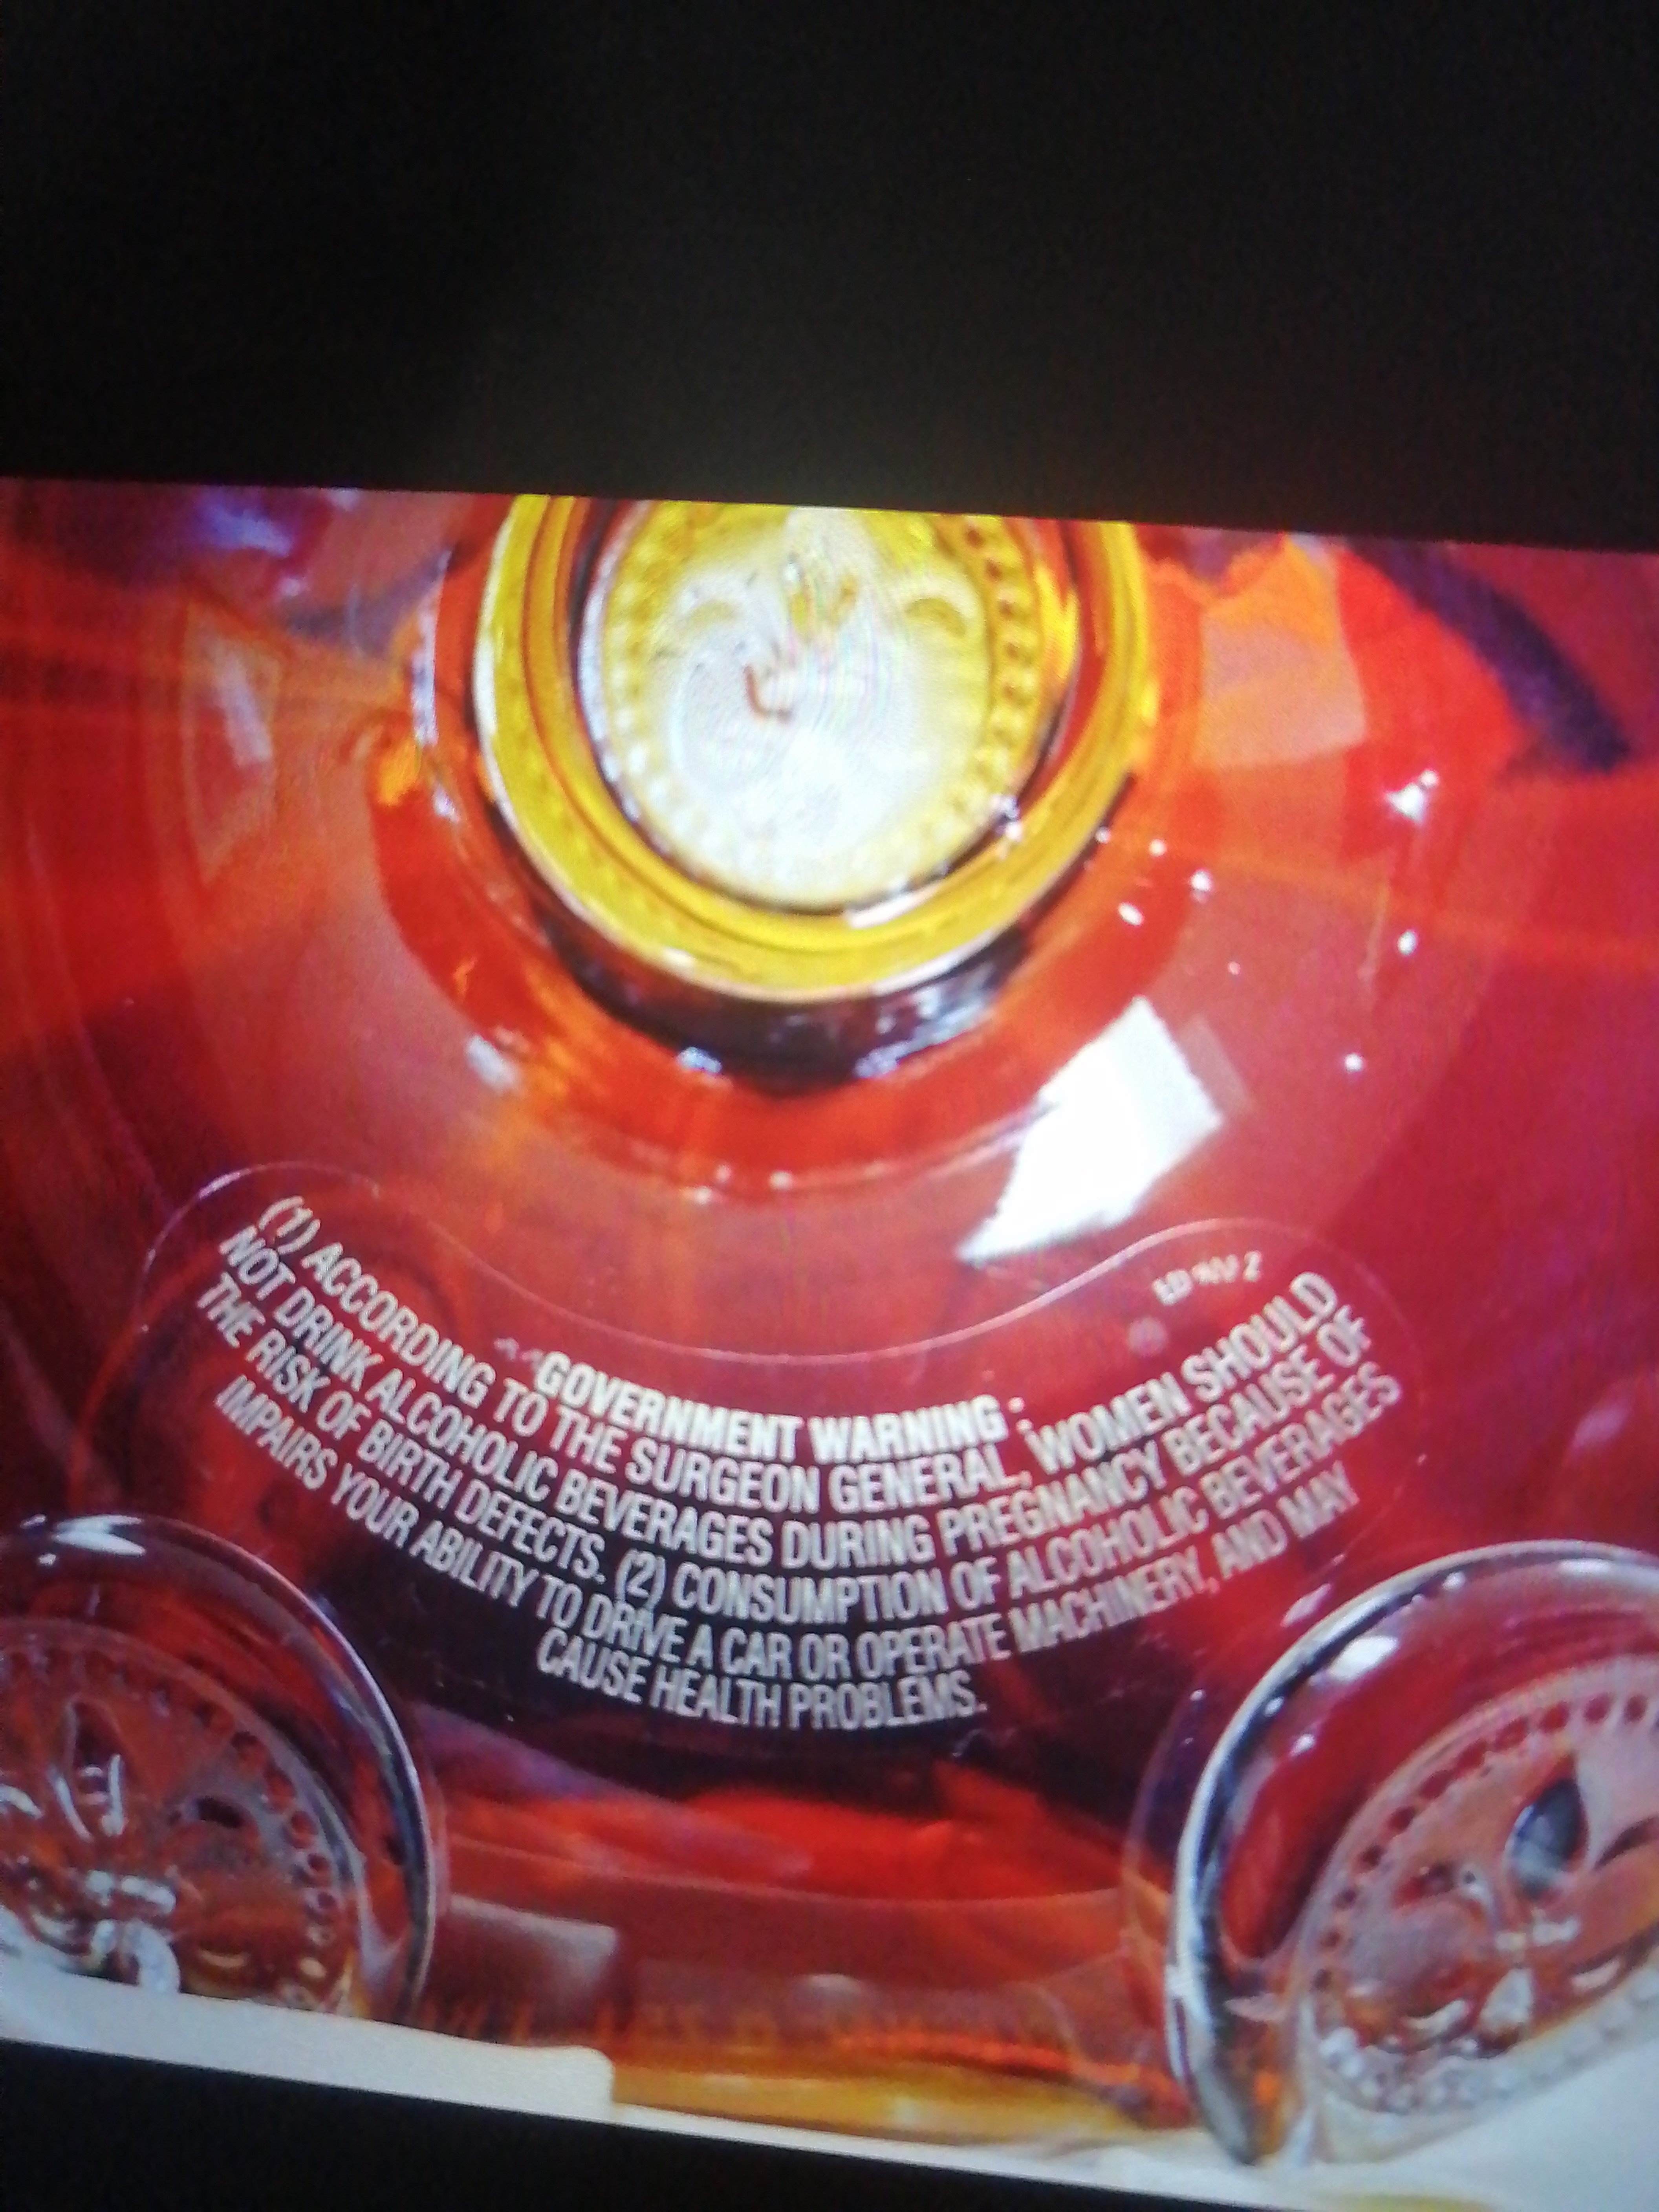 GOVERNMENT WARNING :
(1) ACCORDING TO THE SURGEON GENERAL, WOMEN SHOULD
NOT DRINK ALCOHOLIC BEVERAGES DURING PREGNANCY BECAUSE OF
THE RISK OF BIRTH DEFECTS. (2) CONSUMPTION OF ALCOHOLIC BEVERAGES
IMPAIRS YOUR ABILITY TO DRIVE A CAR OR OPERATE MACHINERY, AND MAY
CAUSE HEALTH PROBLEMS.